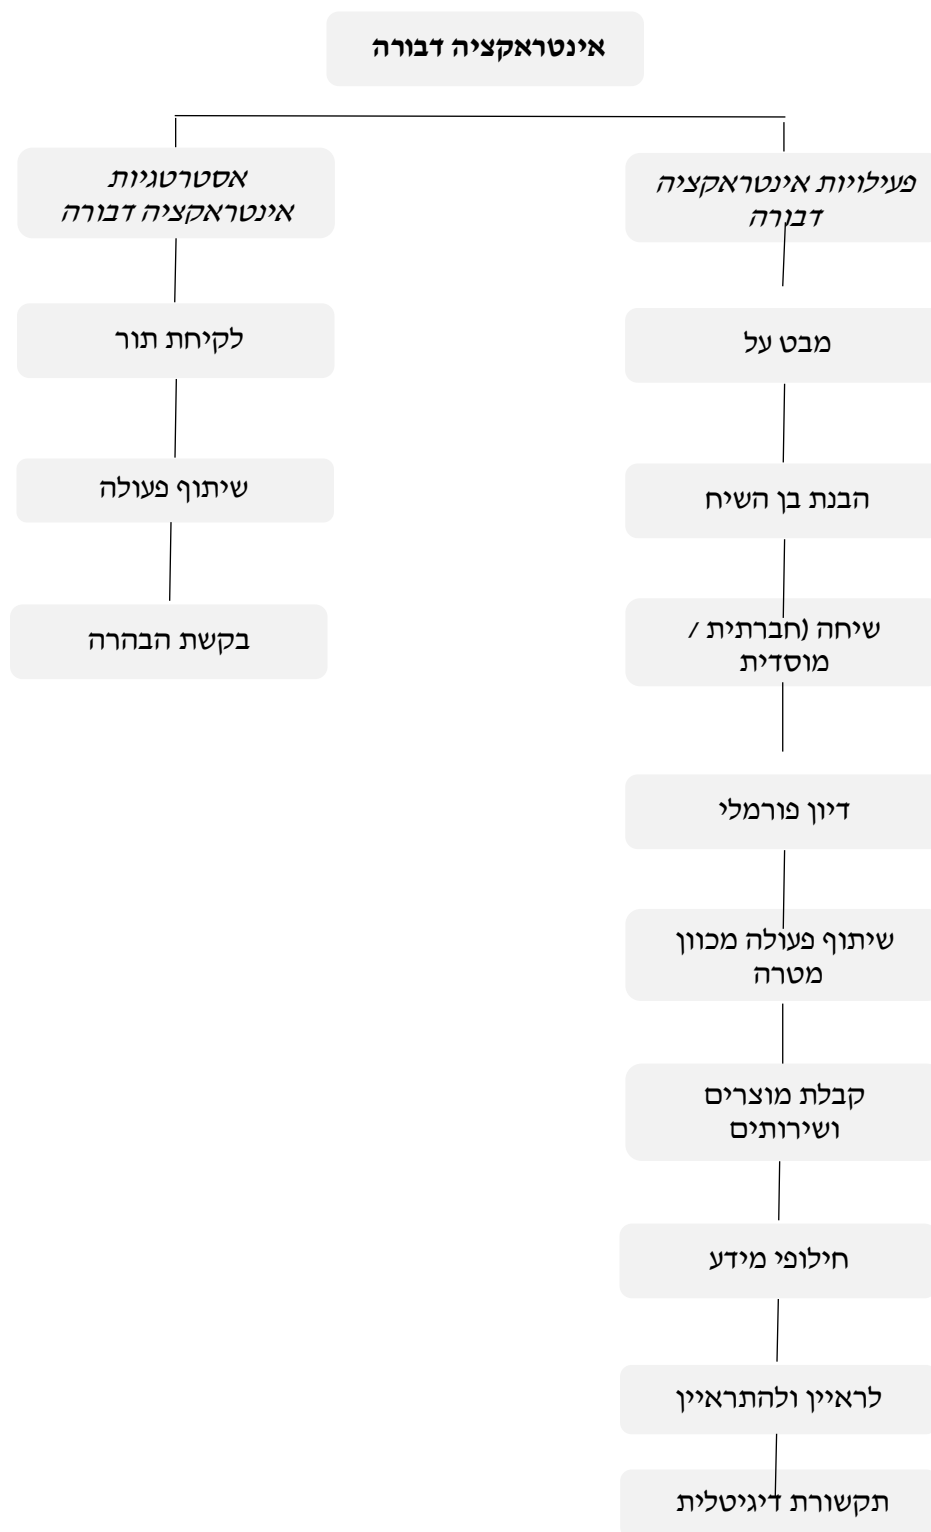 אינטראקציה דבורה
פעילויות אינטראקציה
דבורה
מבט על
הבנת בן השיח
שיחה (חברתית /
מוסדית
דיון פורמלי
שיתוף פעולה מכוון
מטרה
קבלת מוצרים
ושירותים
חילופי מידע
לראיין ולהתראיין
תקשורת דיגיטלית
אסטרטגיות
אינטראקציה דבורה
לקיחת תור
שיתוף פעולה
בקשת הבהרה